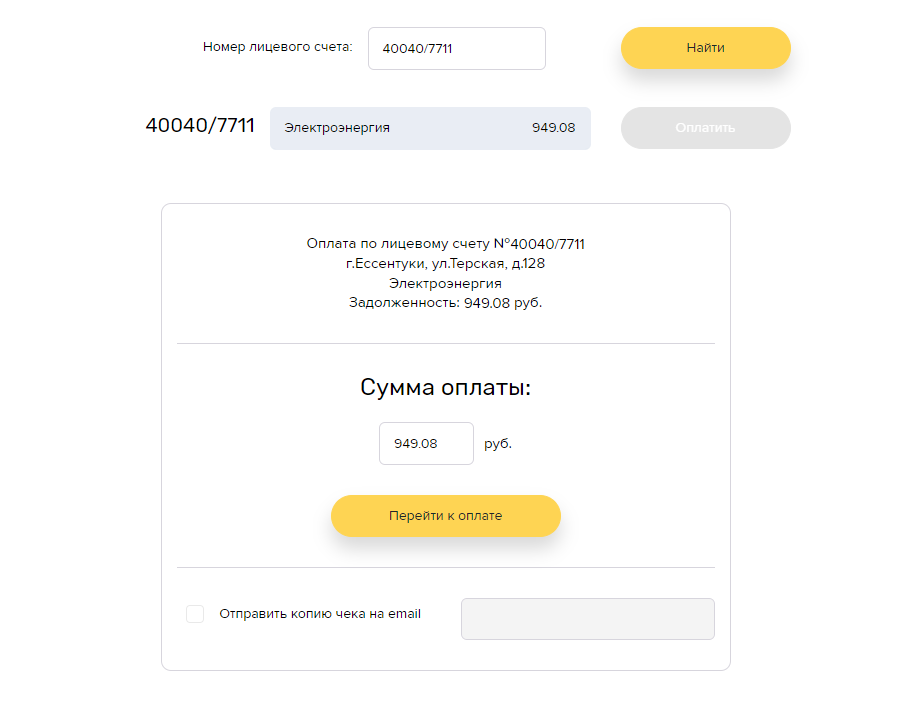 Номер лицевого счета: 40040/7711 Найти
40040/7711 Электроэнергия 949.08 Оплатить
Оплата по лицевому счету №40040/7711
г.Ессентуки, ул.Терская, д.128
Электроэнергия
Задолженность: 949.08 руб.
Сумма оплаты:
949.08 руб.
Перейти к оплате
Отправить копию чека на email